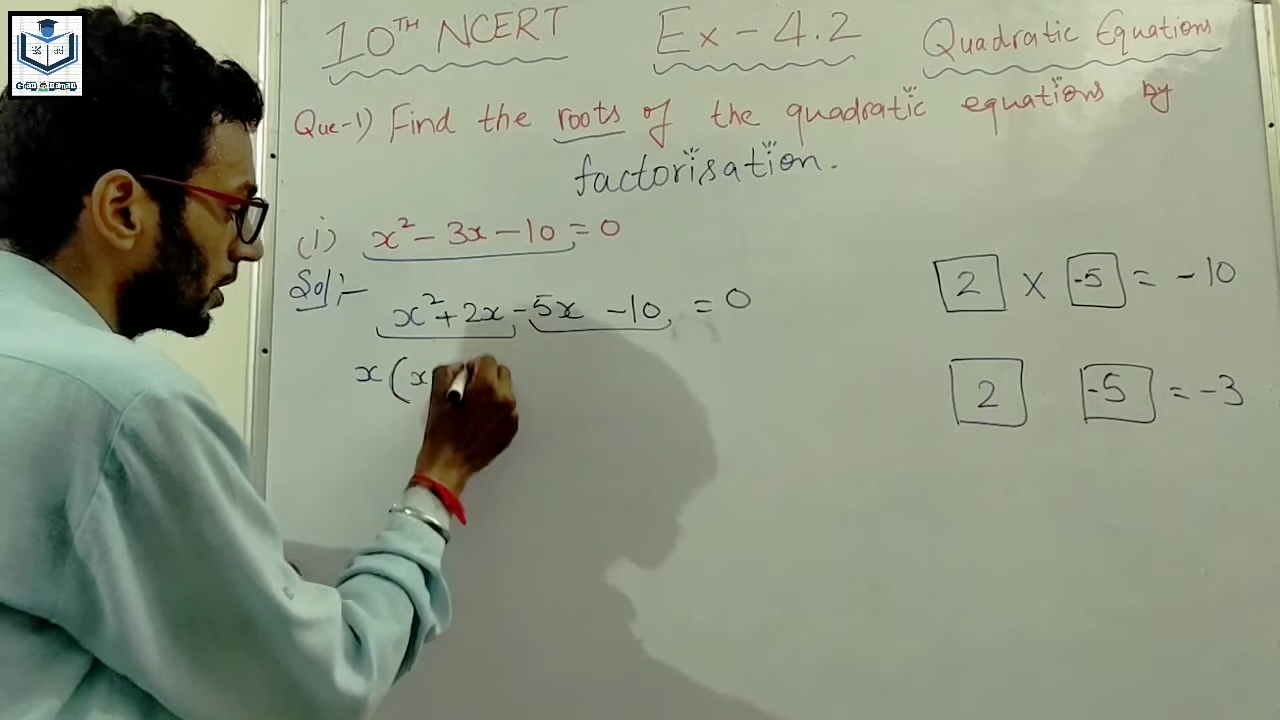 10TH NCERT Ex - 4.2 Quadratic Equations
Que-1) Find the roots of the quadratic equations by
factorisation.
(i) x² - 3x - 10 = 0
Sol:-
x² + 2x - 5x - 10 = 0
x(x
2 × -5 = -10
2 -5 = -3